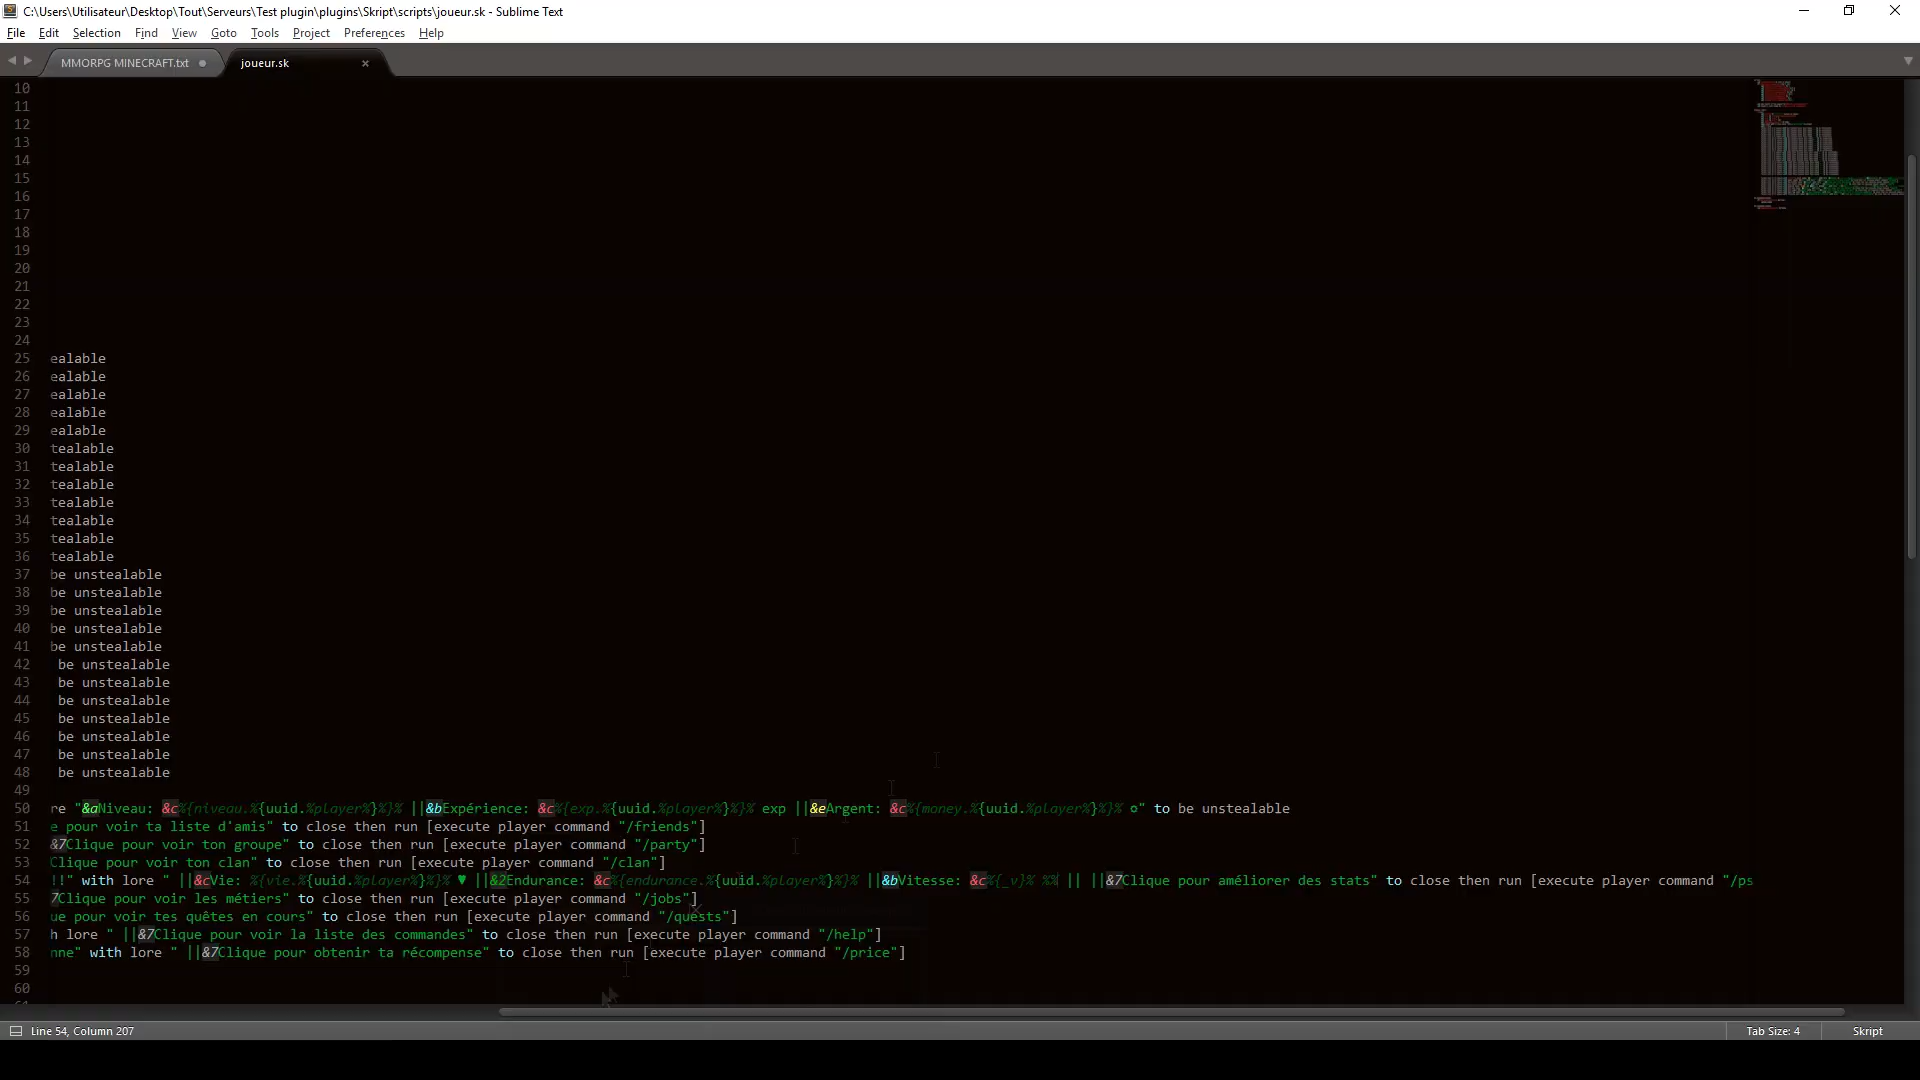 C:\Users\Utilisateur\Desktop\Tout\Serveurs\Test plugin\plugins\Skript\scripts\joueur.sk - Sublime Text
File Edit Selection Find View Goto Tools Project Preferences Help
MMORPG MINECRAFT.txt joueur.sk
10
11
12
13
14
15
16
17
18
19
20
21
22
23
24
25 ealable
26 ealable
27 ealable
28 ealable
29 ealable
30 tealable
31 tealable
32 tealable
33 tealable
34 tealable
35 tealable
36 tealable
37 be unstealable
38 be unstealable
39 be unstealable
40 be unstealable
41 be unstealable
42 be unstealable
43 be unstealable
44 be unstealable
45 be unstealable
46 be unstealable
47 be unstealable
48 be unstealable
49
50 re "&aNiveau: &c%{niveau.%{uuid.%player%}%}% ||&bExpérience: &c%{exp.%{uuid.%player%}%}% exp ||&eArgent: &c%{money.%{uuid.%player%}%}% ✪" to be unstealable
51 e pour voir ta liste d'amis" to close then run [execute player command "/friends"]
52 &7Clique pour voir ton groupe" to close then run [execute player command "/party"]
53 Clique pour voir ton clan" to close then run [execute player command "/clan"]
54 !!" with lore " ||&cVie: %{vie.%{uuid.%player%}%}% ♥ ||&2Endurance: &c%{endurance.%{uuid.%player%}%}% ||&bVitesse: &c%{_v}% %% || ||&7Clique pour améliorer des stats" to close then run [execute player command "/ps
55 7Clique pour voir les métiers" to close then run [execute player command "/jobs"]
56 ue pour voir tes quêtes en cours" to close then run [execute player command "/quests"]
57 h lore " ||&7Clique pour voir la liste des commandes" to close then run [execute player command "/help"]
58 nne" with lore " ||&7Clique pour obtenir ta récompense" to close then run [execute player command "/price"]
59
60
61
Line 54, Column 207 Tab Size: 4 Skript